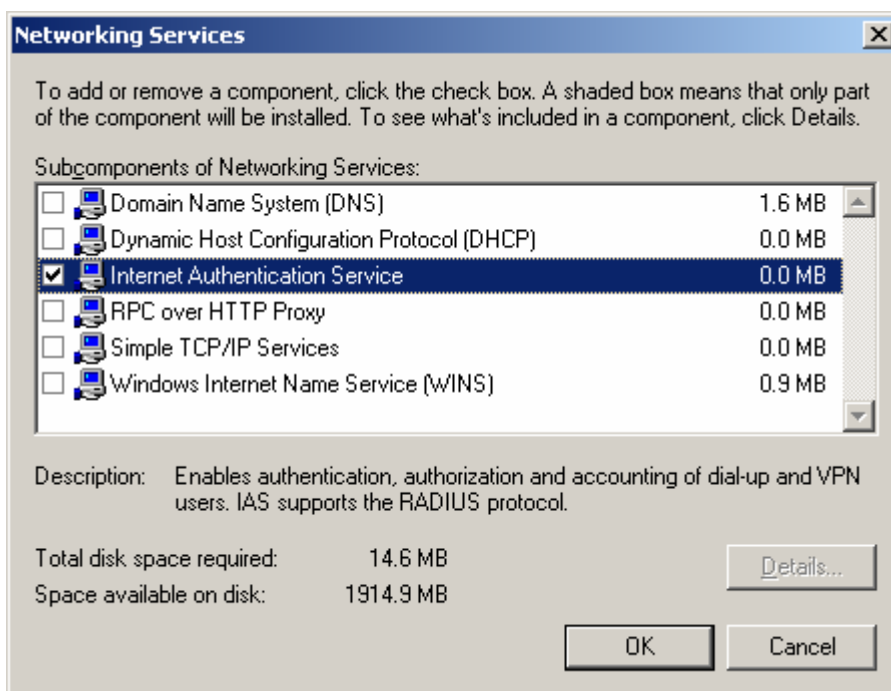 Networking Services
To add or remove a component, click the check box. A shaded box means that only part
of the component will be installed. To see what's included in a component, click Details.
Subcomponents of Networking Services:
Domain Name System (DNS) 1.6 MB
Dynamic Host Configuration Protocol (DHCP) 0.0 MB
Internet Authentication Service 0.0 MB
RPC over HTTP Proxy 0.0 MB
Simple TCP/IP Services 0.0 MB
Windows Internet Name Service (WINS) 0.9 MB
Description: Enables authentication, authorization and accounting of dial-up and VPN
users. IAS supports the RADIUS protocol.
Total disk space required: 14.6 MB
Details...
Space available on disk: 1914.9 MB
OK Cancel